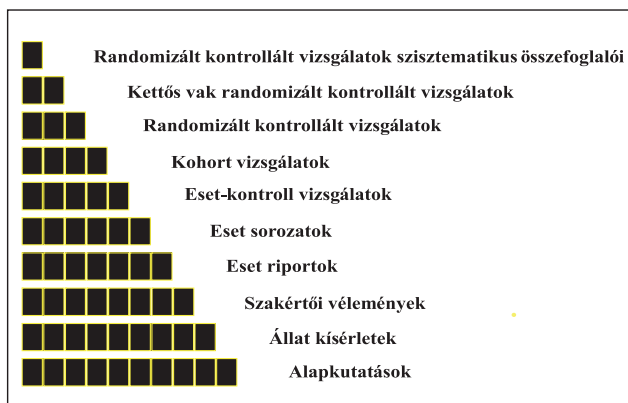 Randomizált kontrollált vizsgálatok szisztematikus összefoglalói
Kettős vak randomizált kontrollált vizsgálatok
Randomizált kontrollált vizsgálatok
Kohort vizsgálatok
Eset-kontroll vizsgálatok
Eset sorozatok
Eset riportok
Szakértői vélemények
Állat kísérletek
Alapkutatások